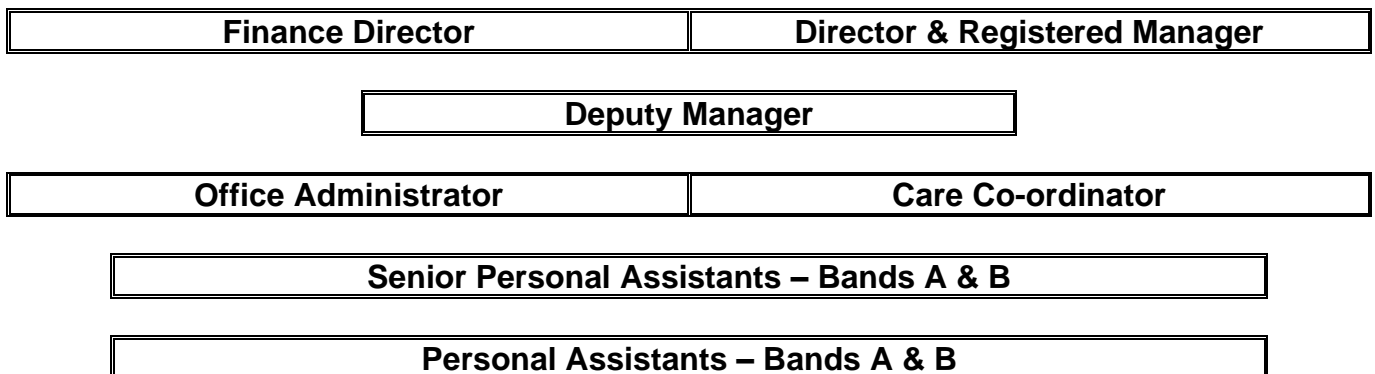 Finance Director
Director & Registered Manager
Deputy Manager
Office Administrator
Care Co-ordinator
Senior Personal Assistants – Bands A & B
Personal Assistants – Bands A & B